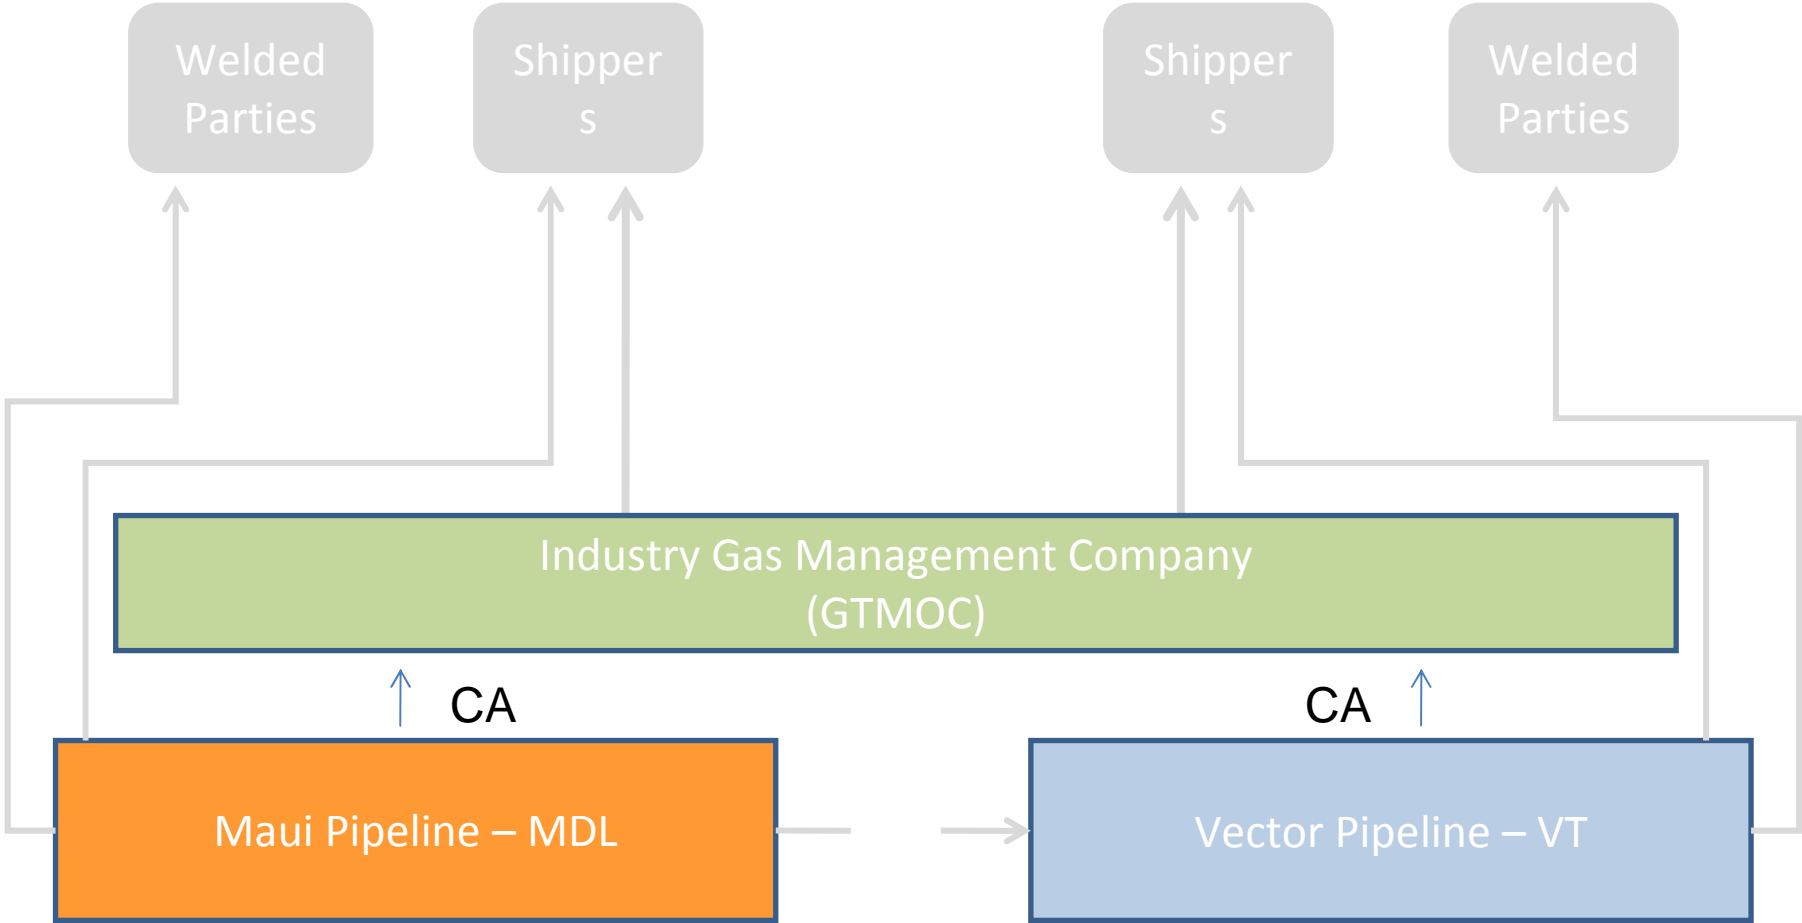 Welded
Parties
Shipper
s
Shipper
s
Welded
Parties
Industry Gas Management Company
(GTMOC)
CA
CA
Maui Pipeline – MDL
Vector Pipeline – VT